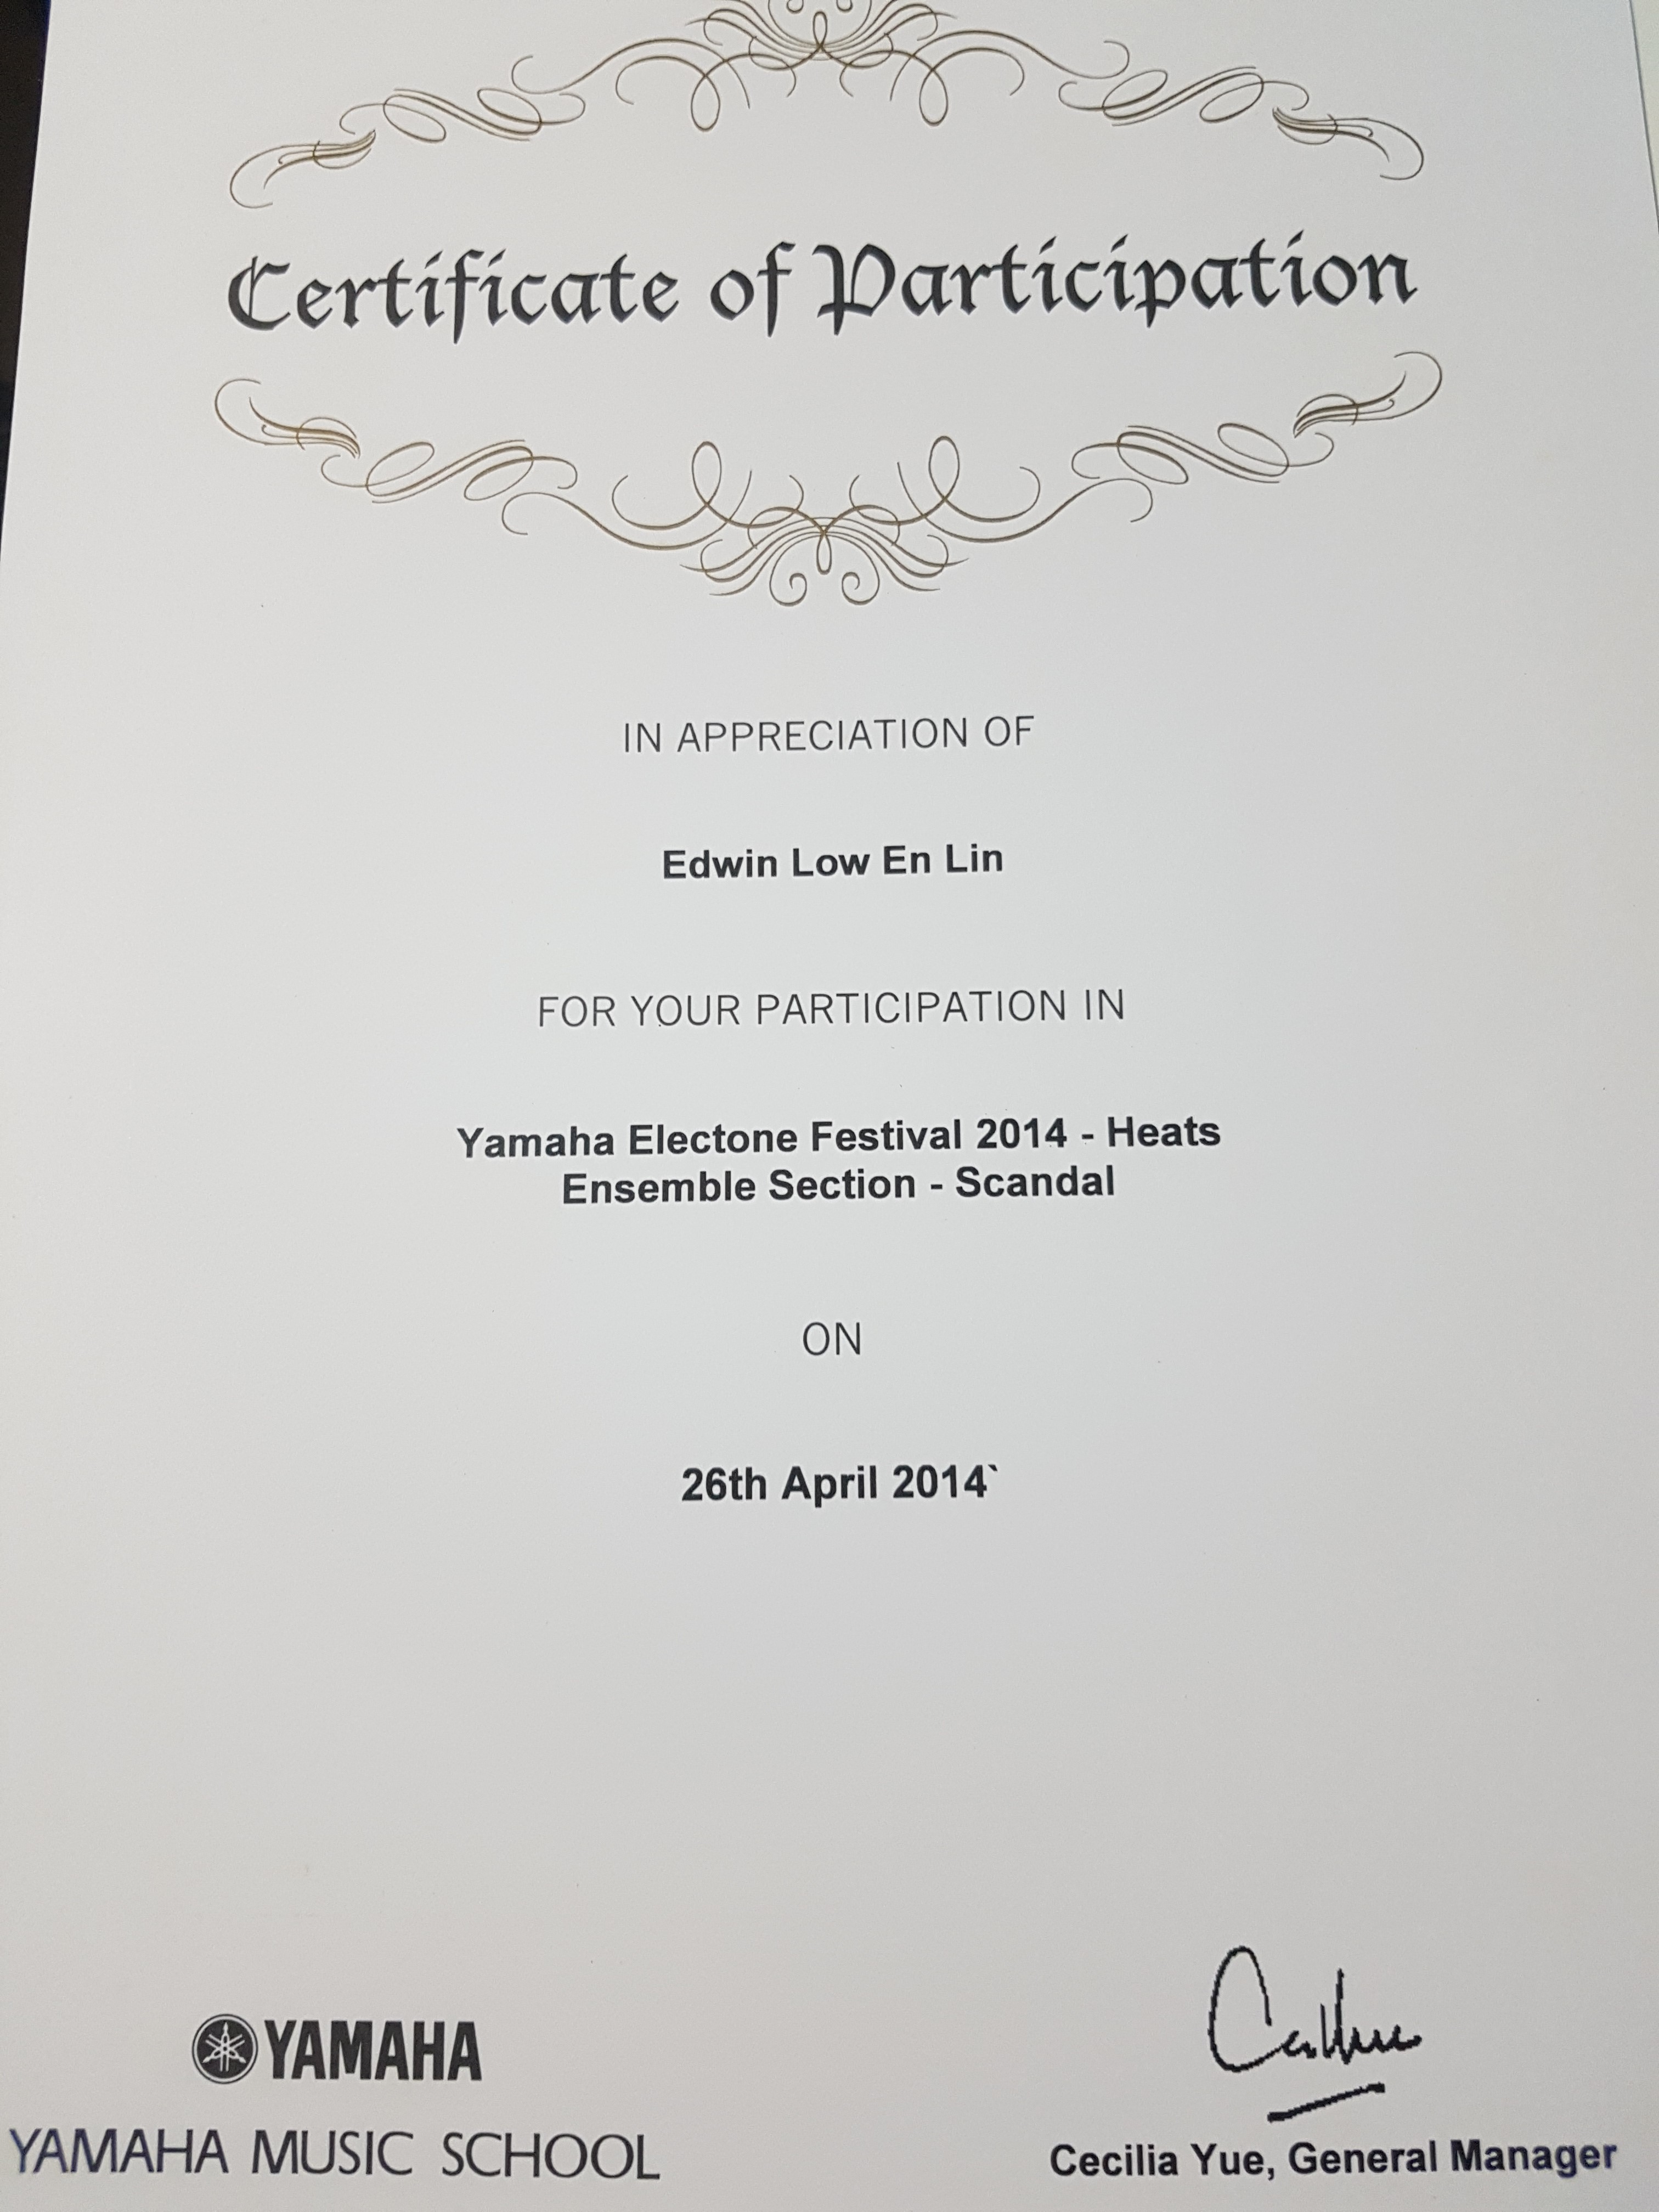 Certificate of Participation
IN APPRECIATION OF
Edwin Low En Lin
FOR YOUR PARTICIPATION IN
Yamaha Electone Festival 2014 - Heats
Ensemble Section - Scandal
ON
26th April 2014`
YAMAHA
YAMAHA MUSIC SCHOOL
Cecilia Yue, General Manager